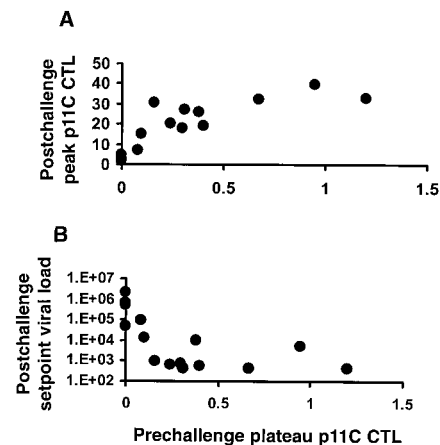 A
Postchallenge
peak p11C CTL
50
40
30
20
10
0
0
0.5
1
1.5
B
Postchallenge
setpoint viral load
1.E+07
1.E+06
1.E+05
1.E+04
1.E+03
1.E+02
0
0.5
1
1.5
Prechallenge plateau p11C CTL